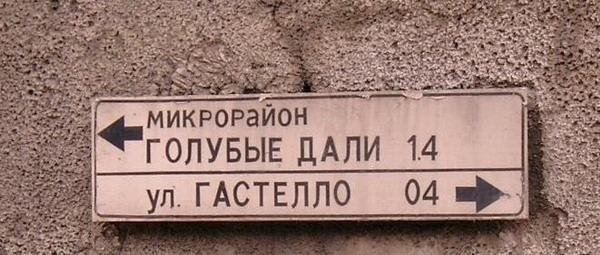 микрорайон
ГОЛУБЫЕ ДАЛИ 1.4
ул. ГАСТЕЛЛО 04